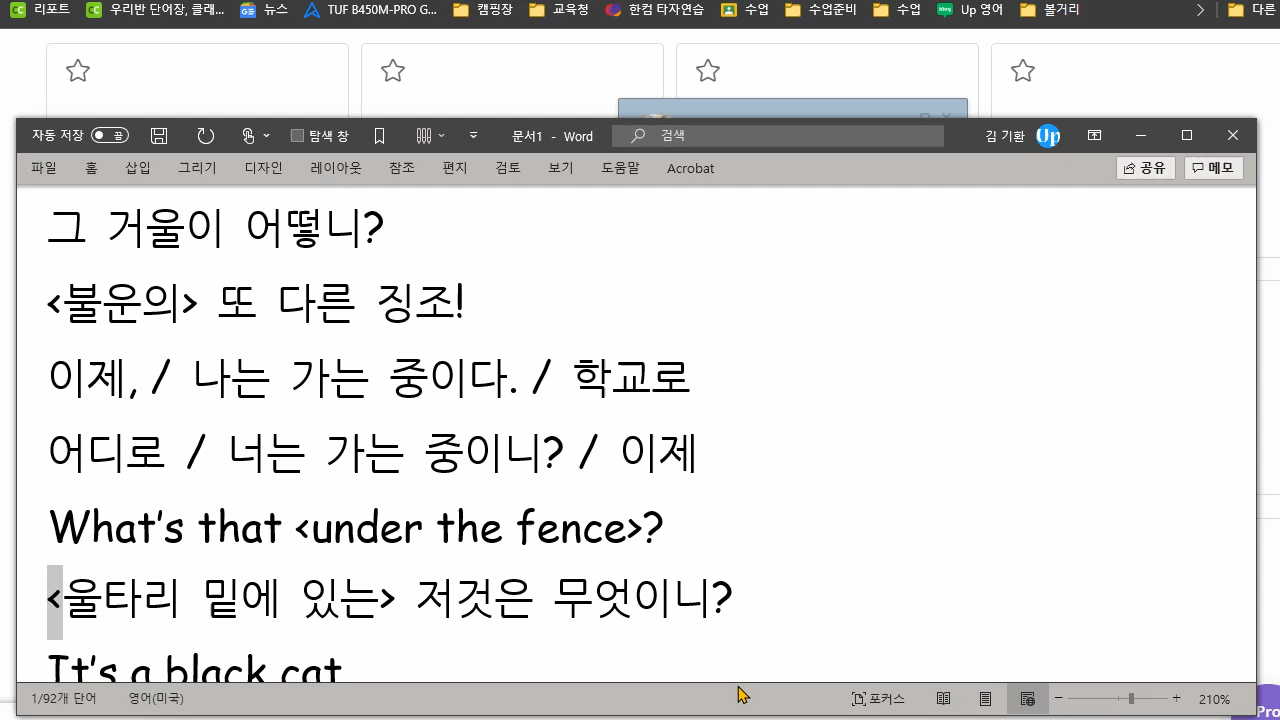 리포트 우리반 단어장, 클래... 뉴스 TUF B450M-PRO G... 캠핑장 교육청 한컴 타자연습 수업 수업준비 수업 Up 영어 볼거리 다른
자동 저장 끔 탐색 창 문서1 - Word 검색 김 기환 Up
파일 홈 삽입 그리기 디자인 레이아웃 참조 편지 검토 보기 도움말 Acrobat 공유 메모
그 거울이 어떻니?
<불운의> 또 다른 징조!
이제, / 나는 가는 중이다. / 학교로
어디로 / 너는 가는 중이니? / 이제
What's that <under the fence>?
<울타리 밑에 있는> 저것은 무엇이니?
It's a black cat
1/92개 단어 영어(미국) 포커스 210%
Pro